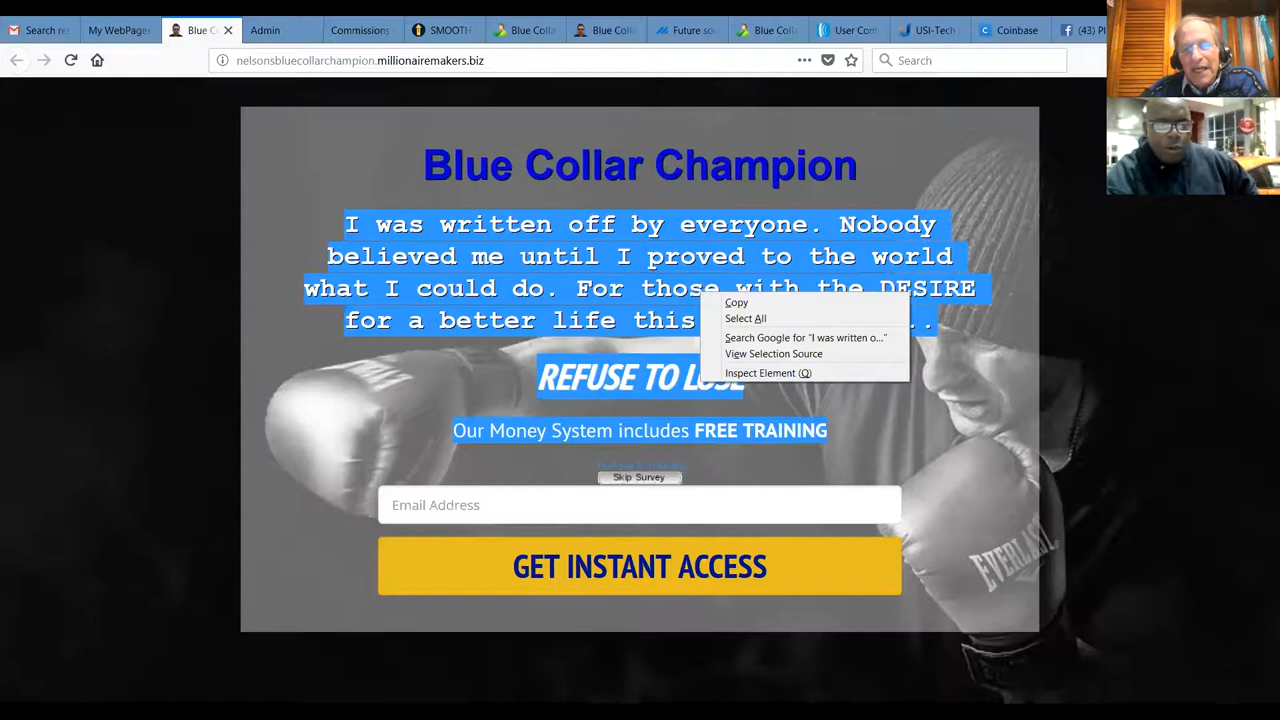 Search re
My WebPages
Blue C
Admin
Commissions
SMOOTH
Blue Colla
Blue Coll
Future so
Blue Coll
User Com
USI-Tech
Coinbase
(43) Pl
nelsonsbluecollarchampion.millionairemakers.biz
Search
Blue Collar Champion
I was written off by everyone. Nobody
believed me until I proved to the world
what I could do. For those with the DESIRE
for a better life this
Copy
Select All
Search Google for "I was written o..."
View Selection Source
Inspect Element (Q)
REFUSE TO LOSE
Our Money System includes FREE TRAINING
Skip Survey
Email Address
GET INSTANT ACCESS
EVERLAST